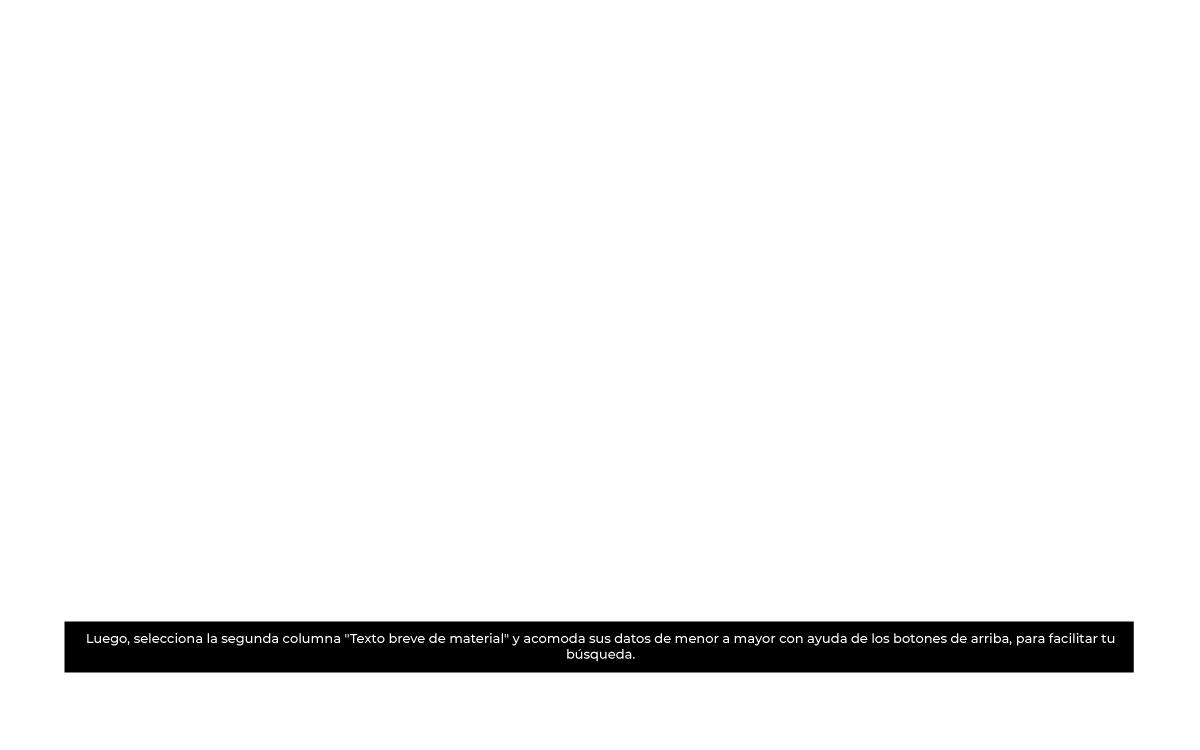 Luego, selecciona la segunda columna "Texto breve de material" y acomoda sus datos de menor a mayor con ayuda de los botones de arriba, para facilitar tu
búsqueda.